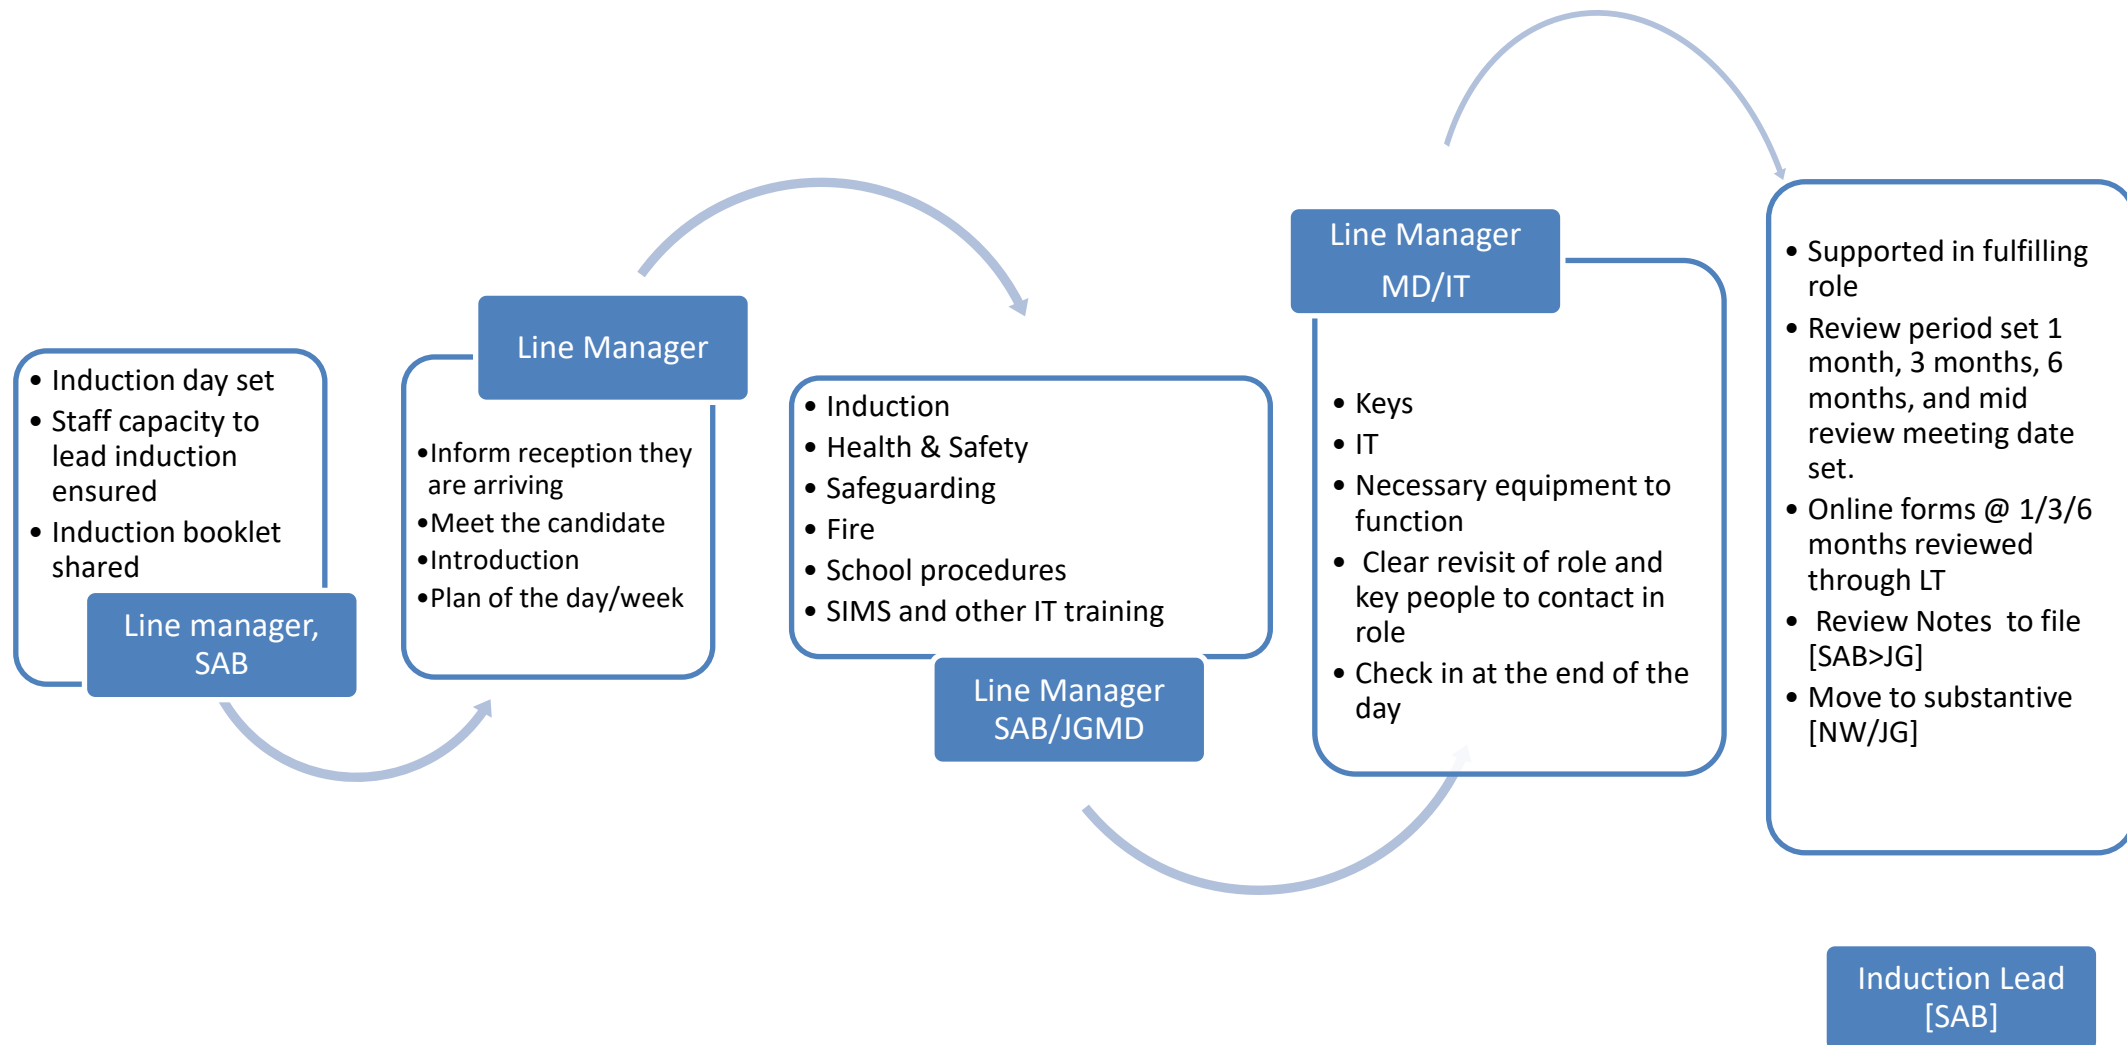 • Induction day set
• Staff capacity to
lead induction
ensured
• Induction booklet
shared
Line manager,
SAB
Line Manager
•Inform reception they
are arriving
•Meet the candidate
•Introduction
•Plan of the day/week
• Induction
• Health & Safety
• Safeguarding
• Fire
• School procedures
• SIMS and other IT training
Line Manager
SAB/JGMD
Line Manager
MD/IT
• Keys
• IT
• Necessary equipment to
function
• Clear revisit of role and
key people to contact in
role
• Check in at the end of the
day
• Supported in fulfilling
role
• Review period set 1
month, 3 months, 6
months, and mid
review meeting date
set.
• Online forms @ 1/3/6
months reviewed
through LT
• Review Notes to file
[SAB>JG]
• Move to substantive
[NW/JG]
Induction Lead
[SAB]